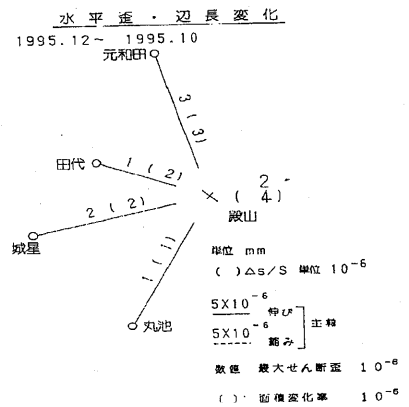 水平歪・辺長変化
1995.12~ 1995.10
元和田
3(3)
田代
1(2)
2(2)
城星
2
(4)
殿山
1(1)
丸池
単位 mm
( ) △s/S 単位 10⁻⁶
5X10⁻⁶ 伸び
主軸
5X10⁻⁶ 縮み
数値 最大せん断歪 10⁻⁶
( ): 面積変化率 10⁻⁶